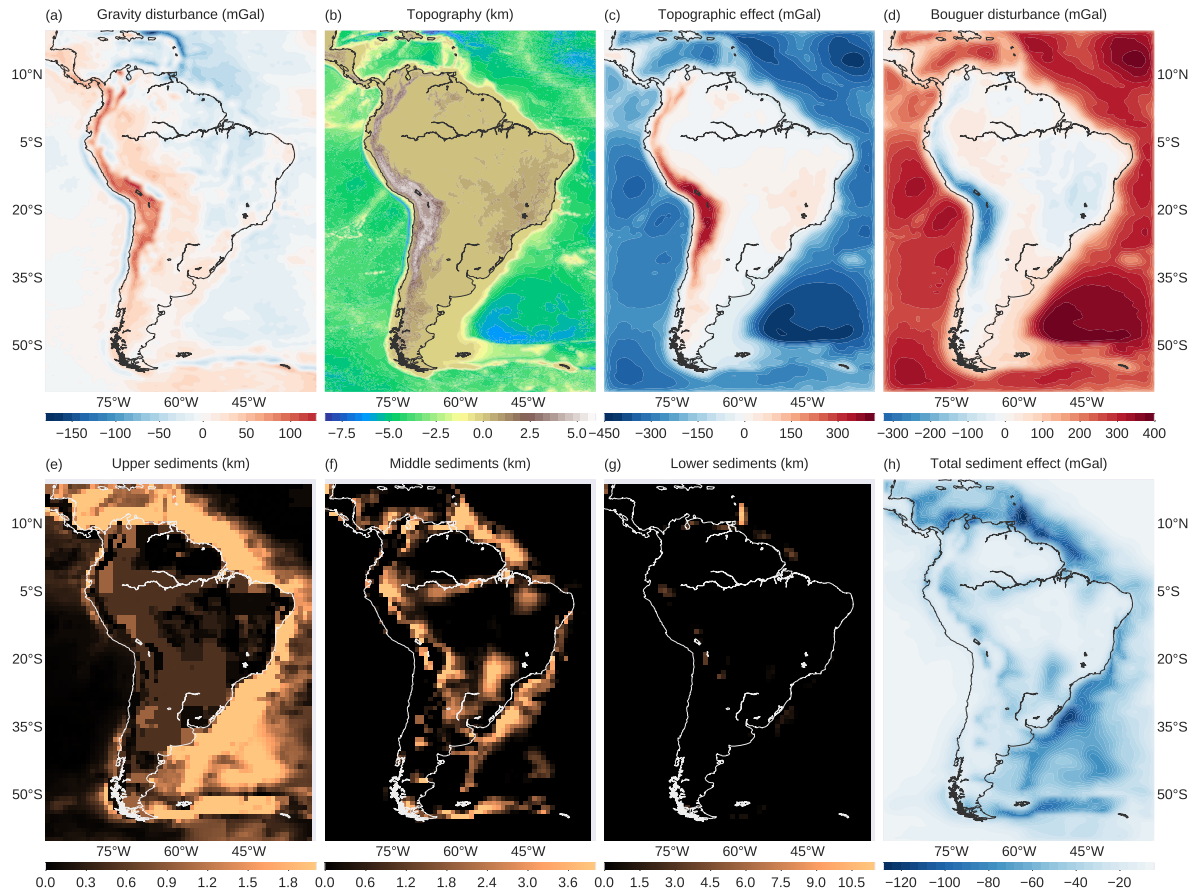 (a) Gravity disturbance (mGal) (b) Topography (km) (c) Topographic effect (mGal) (d) Bouguer disturbance (mGal)
10°N 10°N
5°S 5°S
20°S 20°S
35°S 35°S
50°S 50°S
75°W 60°W 45°W 75°W 60°W 45°W 75°W 60°W 45°W 75°W 60°W 45°W
−150 −100 −50 0 50 100 −7.5 −5.0 −2.5 0.0 2.5 5.0 −450 −300 −150 0 150 300 −300 −200 −100 0 100 200 300 400
(e) Upper sediments (km) (f) Middle sediments (km) (g) Lower sediments (km) (h) Total sediment effect (mGal)
10°N 10°N
5°S 5°S
20°S 20°S
35°S 35°S
50°S 50°S
75°W 60°W 45°W 75°W 60°W 45°W 75°W 60°W 45°W 75°W 60°W 45°W
0.0 0.3 0.6 0.9 1.2 1.5 1.8 0.0 0.6 1.2 1.8 2.4 3.0 3.6 0.0 1.5 3.0 4.5 6.0 7.5 9.0 10.5 −120 −100 −80 −60 −40 −20